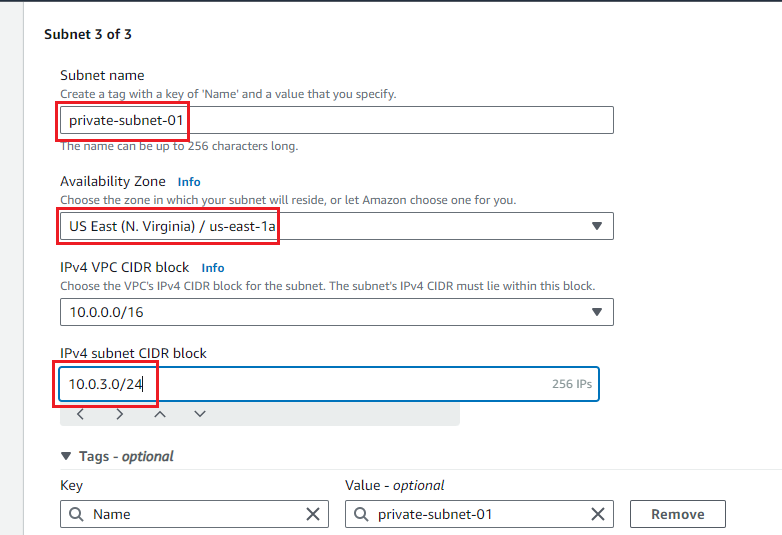 Subnet 3 of 3
Subnet name
Create a tag with a key of 'Name' and a value that you specify.
private-subnet-01
The name can be up to 256 characters long.
Availability Zone Info
Choose the zone in which your subnet will reside, or let Amazon choose one for you.
US East (N. Virginia) / us-east-1a
IPv4 VPC CIDR block Info
Choose the VPC's IPv4 CIDR block for the subnet. The subnet's IPv4 CIDR must lie within this block.
10.0.0.0/16
IPv4 subnet CIDR block
10.0.3.0/24 256 IPs
Tags - optional
Key Value - optional
Name private-subnet-01 Remove